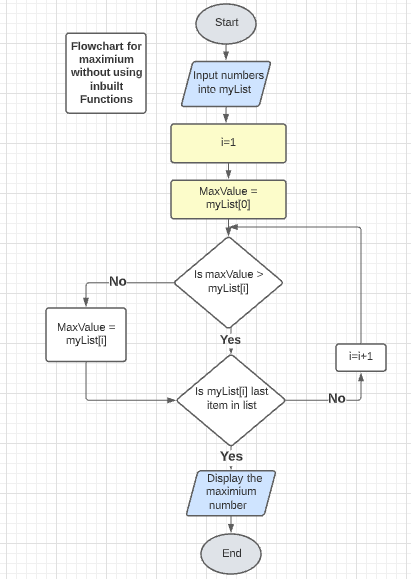 Start
Flowchart for
maximium
without using
inbuilt
Functions
Input numbers
into myList
i=1
MaxValue =
myList[0]
Is maxValue >
myList[i]
No
MaxValue =
myList[i]
Yes
i=i+1
Is myList[i] last
item in list
No
Yes
Display the
maximium
number
End